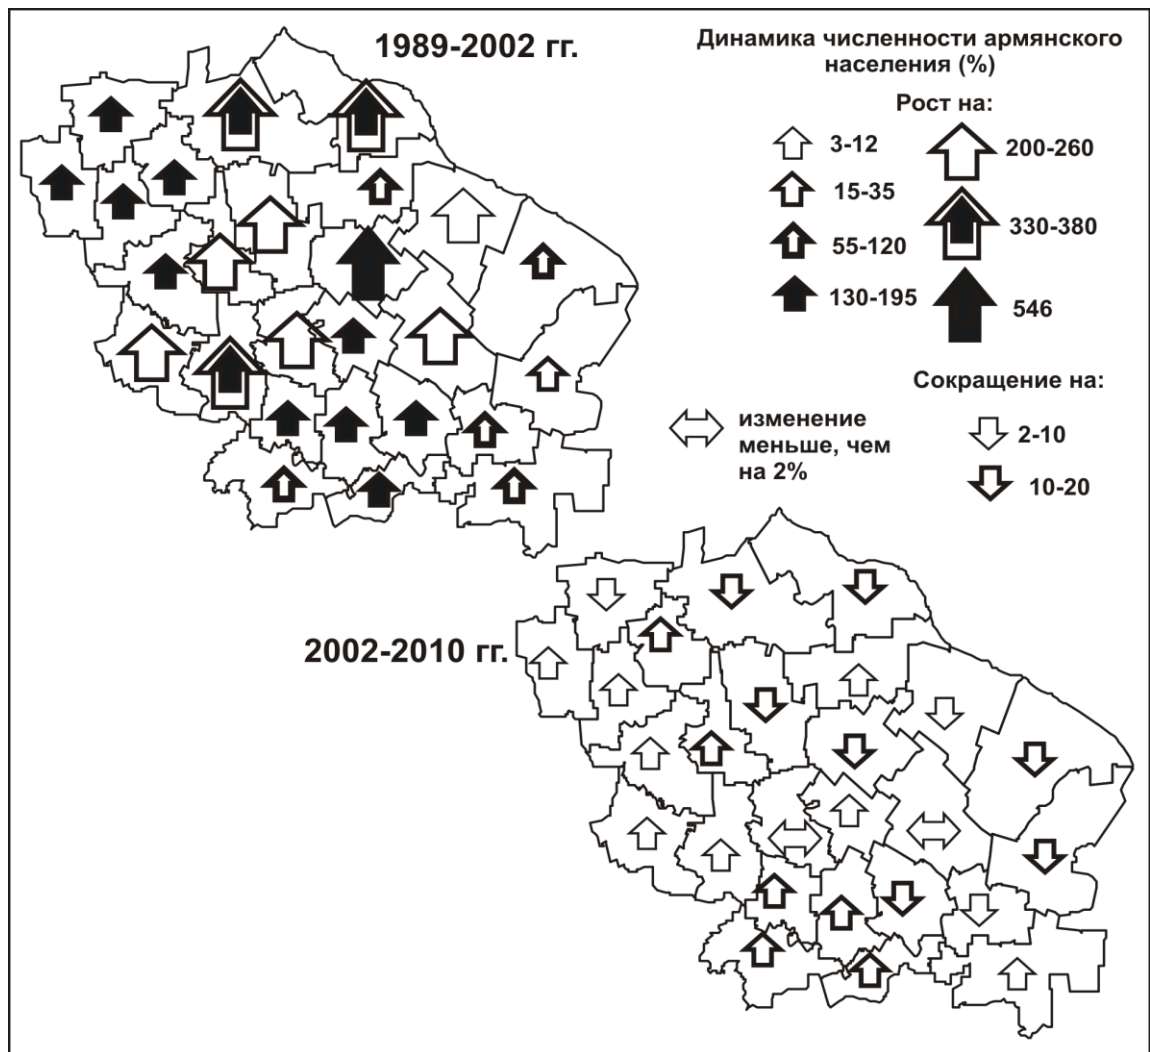 1989-2002 гг.
Динамика численности армянского
населения (%)
Рост на:
3-12
200-260
15-35
330-380
55-120
130-195
546
Сокращение на:
изменение
меньше, чем
на 2%
2-10
10-20
2002-2010 гг.